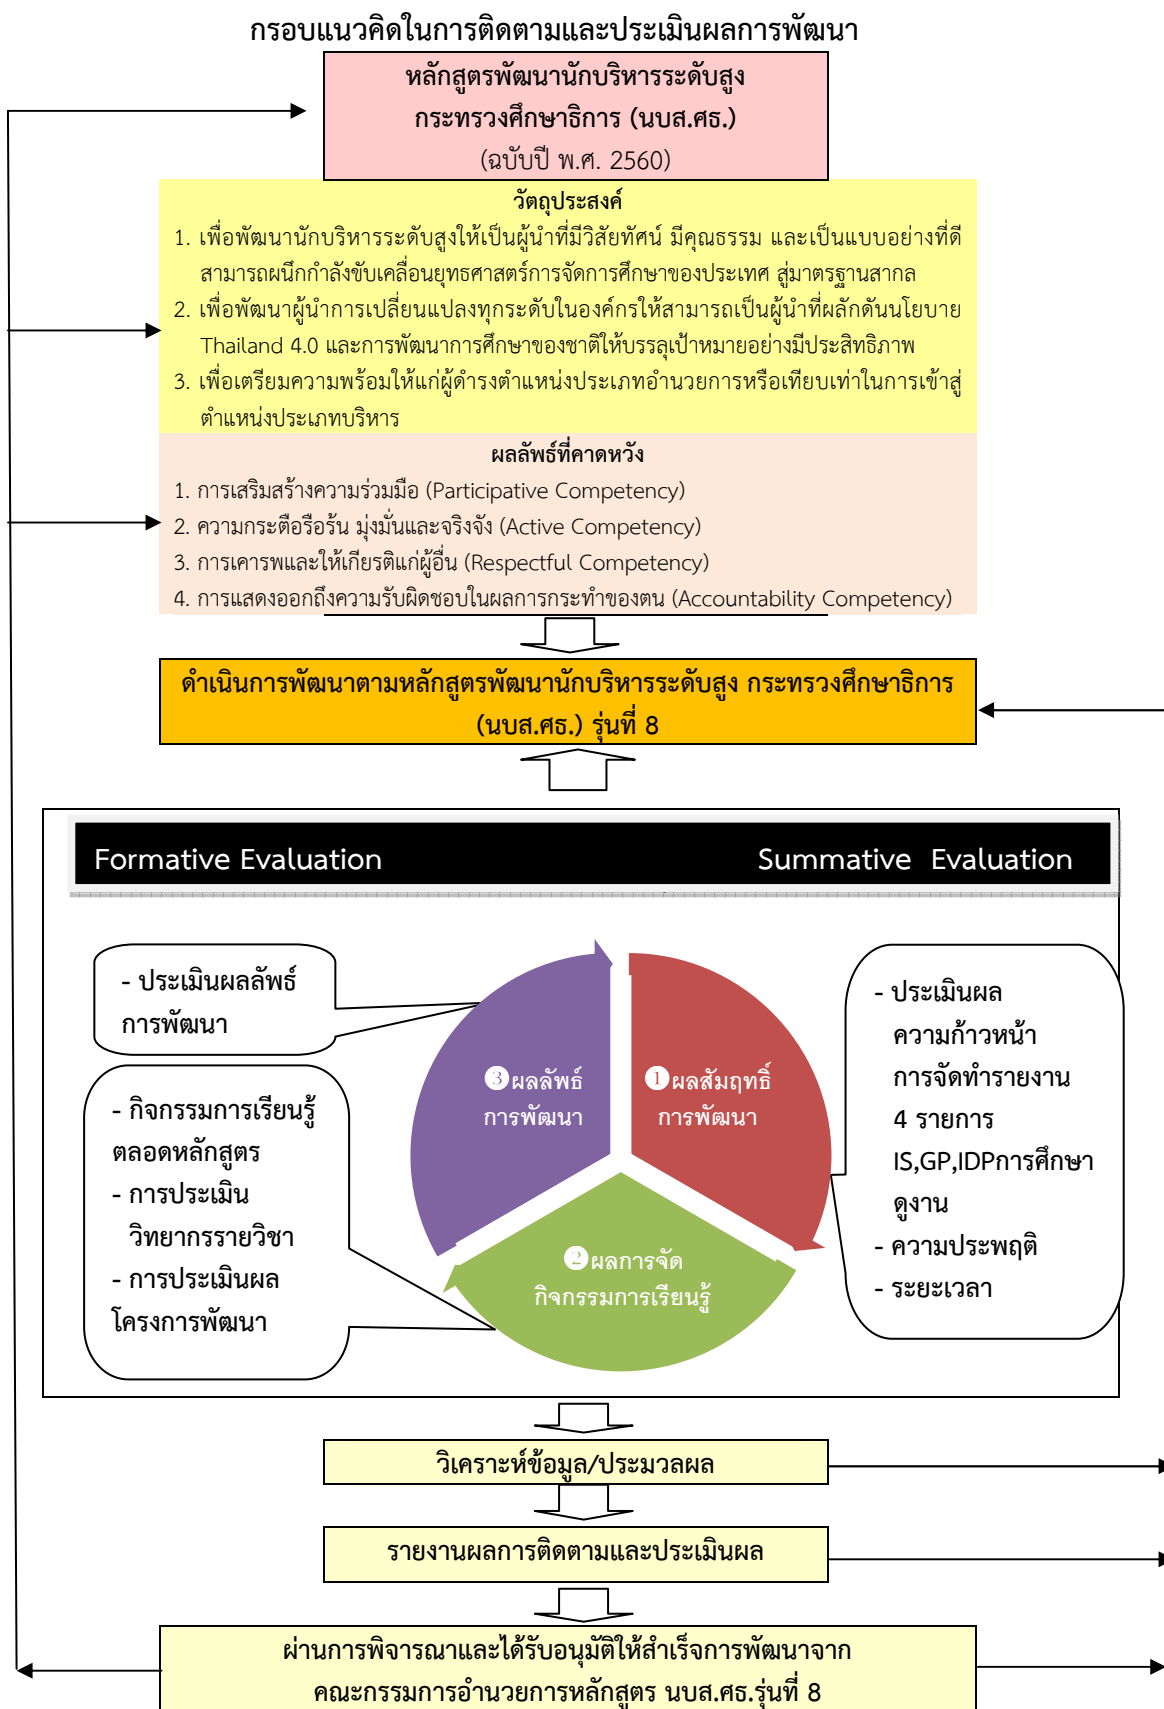 กรอบแนวคิดในการติดตามและประเมินผลการพัฒนา
หลักสูตรพัฒนานักบริหารระดับสูง
กระทรวงศึกษาธิการ (นบส.ศธ.)
(ฉบับปี พ.ศ. 2560)
วัตถุประสงค์
1. เพื่อพัฒนานักบริหารระดับสูงให้เป็นผู้นำที่มีวิสัยทัศน์ มีคุณธรรม และเป็นแบบอย่างที่ดี
สามารถผนึกกำลังขับเคลื่อนยุทธศาสตร์การจัดการศึกษาของประเทศ สู่มาตรฐานสากล
2. เพื่อพัฒนาผู้นำการเปลี่ยนแปลงทุกระดับในองค์กรให้สามารถเป็นผู้นำที่ผลักดันนโยบาย
Thailand 4.0 และการพัฒนาการศึกษาของชาติให้บรรลุเป้าหมายอย่างมีประสิทธิภาพ
3. เพื่อเตรียมความพร้อมให้แก่ผู้ดำรงตำแหน่งประเภทอำนวยการหรือเทียบเท่าในการเข้าสู่
ตำแหน่งประเภทบริหาร
ผลลัพธ์ที่คาดหวัง
1. การเสริมสร้างความร่วมมือ (Participative Competency)
2. ความกระตือรือร้น มุ่งมั่นและจริงจัง (Active Competency)
3. การเคารพและให้เกียรติแก่ผู้อื่น (Respectful Competency)
4. การแสดงออกถึงความรับผิดชอบในผลการกระทำของตน (Accountability Competency)
ดำเนินการพัฒนาตามหลักสูตรพัฒนานักบริหารระดับสูง กระทรวงศึกษาธิการ
(นบส.ศธ.) รุ่นที่ 8
Formative Evaluation Summative Evaluation
- ประเมินผลลัพธ์
การพัฒนา
- กิจกรรมการเรียนรู้
ตลอดหลักสูตร
- การประเมิน
วิทยากรรายวิชา
- การประเมินผล
โครงการพัฒนา
❸ผลลัพธ์
การพัฒนา
❶ผลสัมฤทธิ์
การพัฒนา
❷ผลการจัด
กิจกรรมการเรียนรู้
- ประเมินผล
ความก้าวหน้า
การจัดทำรายงาน
4 รายการ
IS,GP,IDPการศึกษา
ดูงาน
- ความประพฤติ
- ระยะเวลา
วิเคราะห์ข้อมูล/ประมวลผล
รายงานผลการติดตามและประเมินผล
ผ่านการพิจารณาและได้รับอนุมัติให้สำเร็จการพัฒนาจาก
คณะกรรมการอำนวยการหลักสูตร นบส.ศธ.รุ่นที่ 8